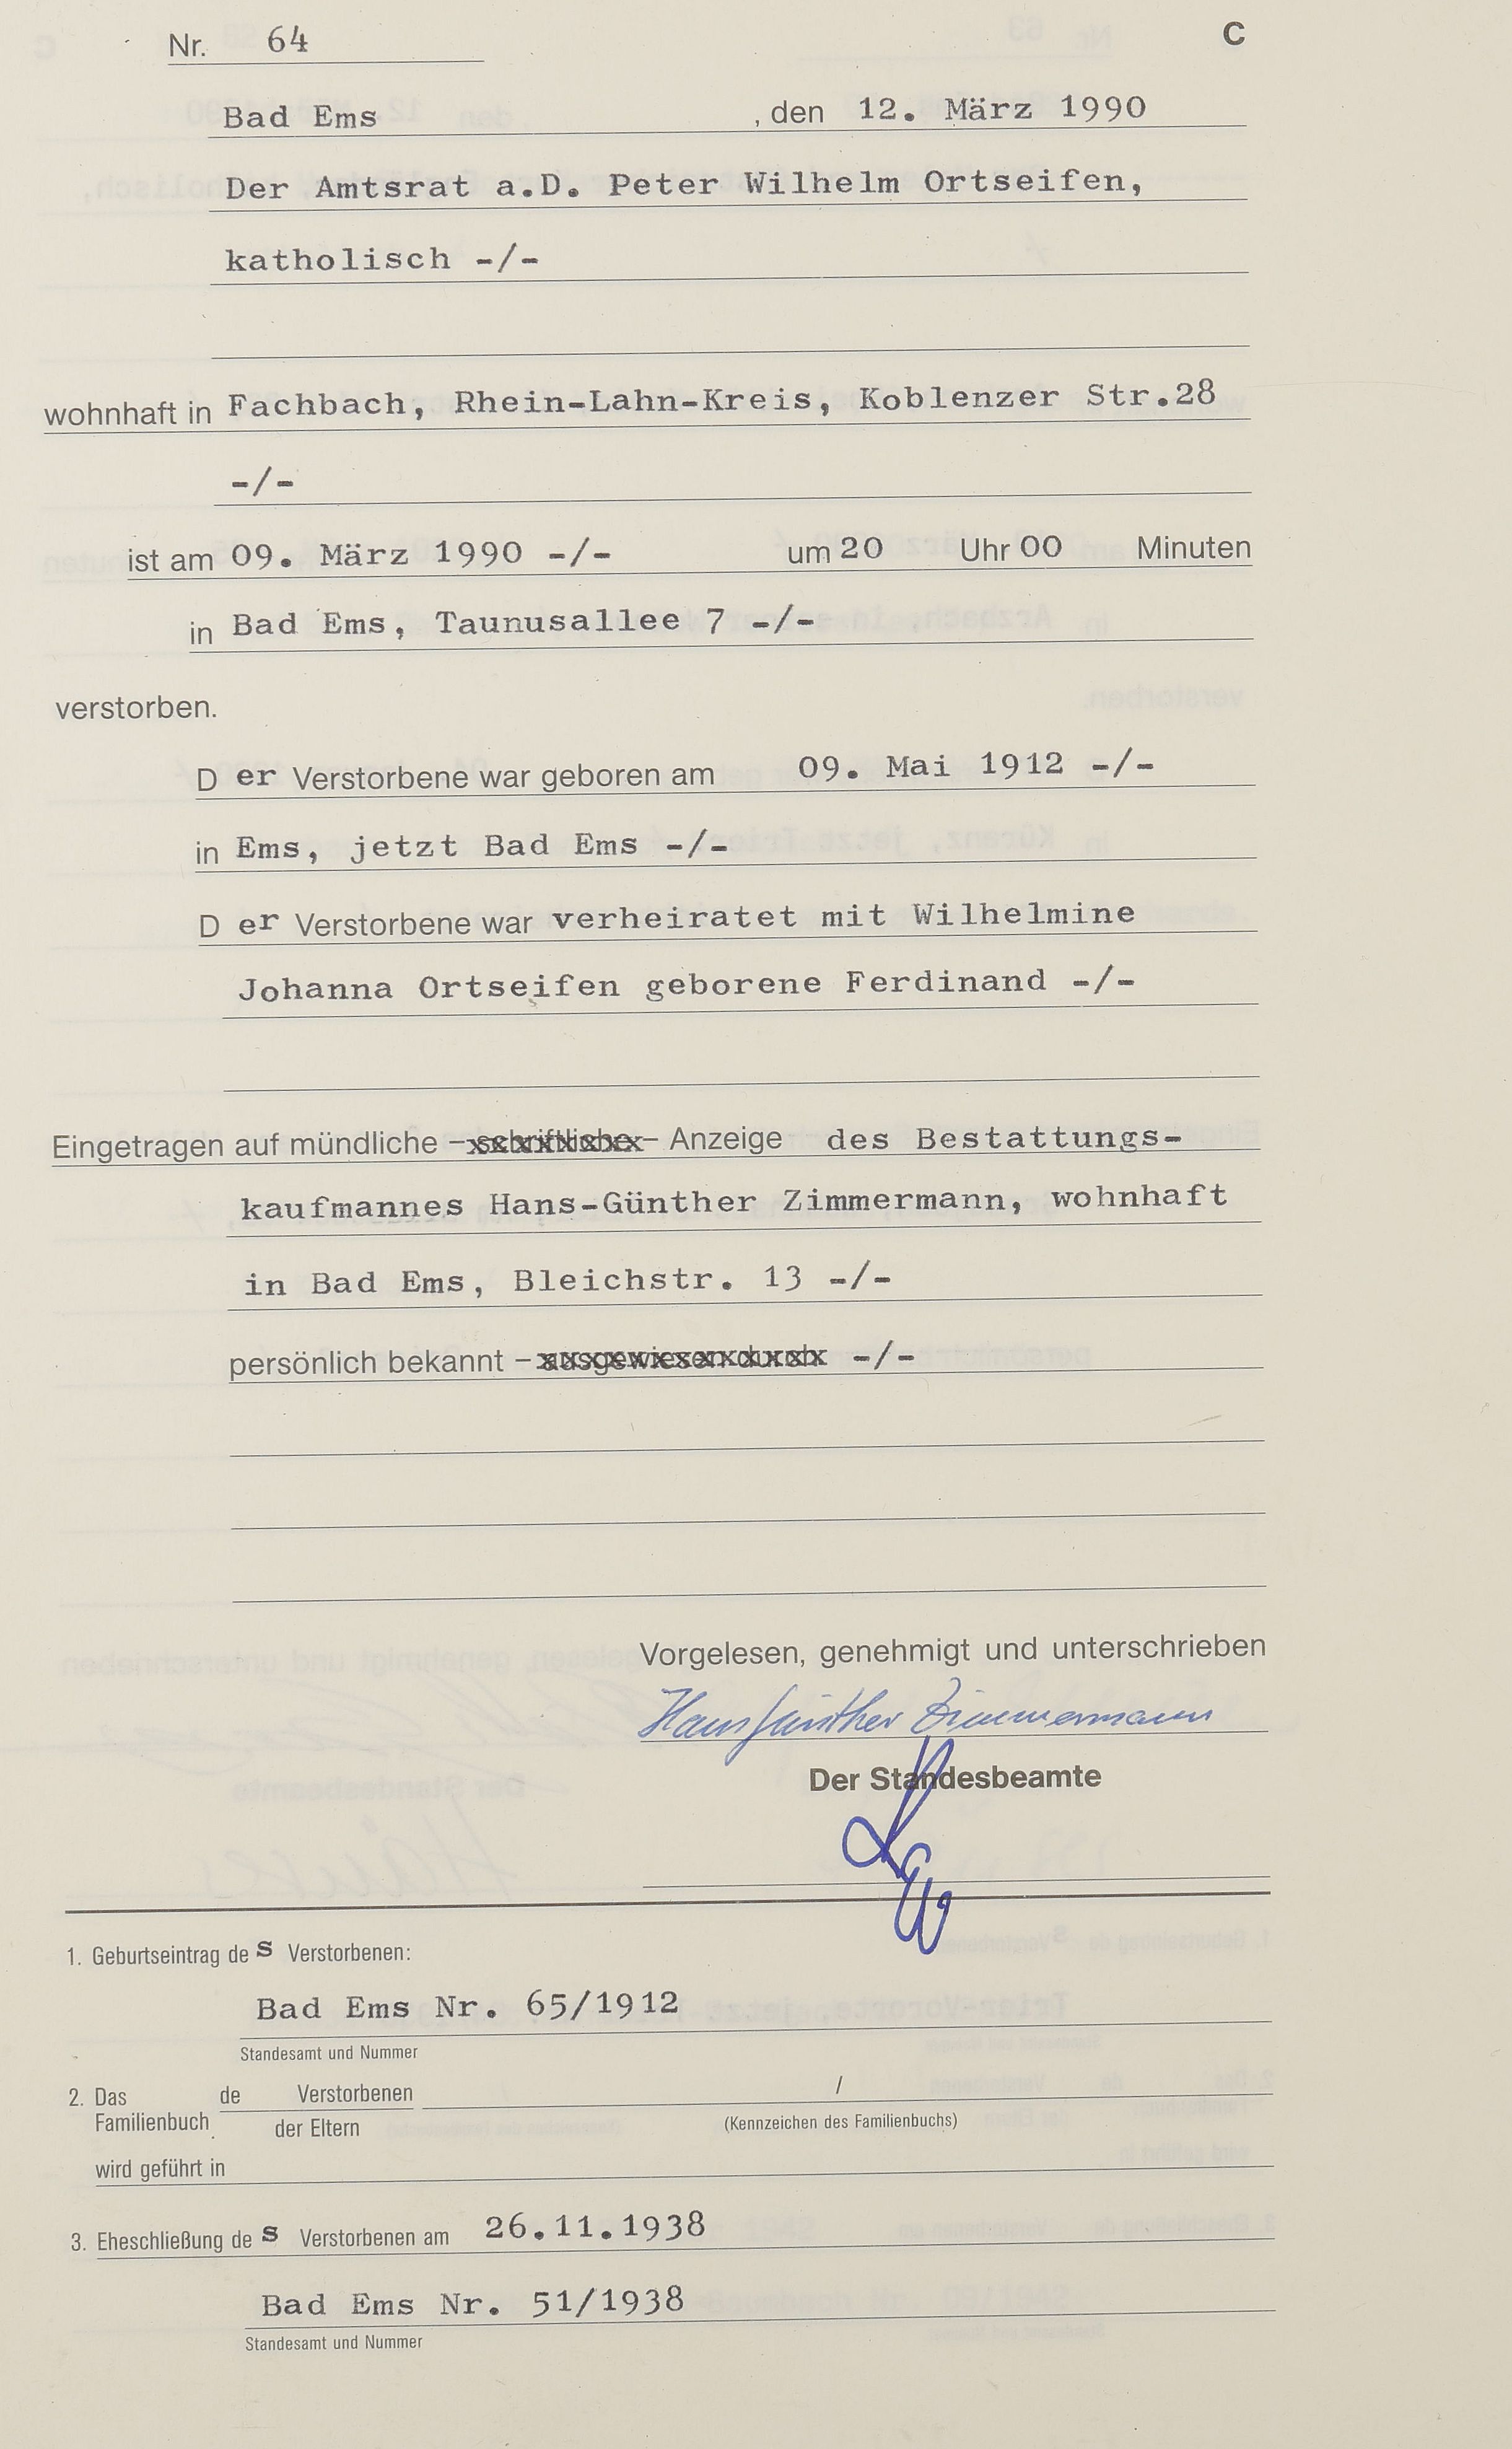 Nr. 64 C
Bad Ems , den 12. März 1990
Der Amtsrat a.D. Peter Wilhelm Ortseifen,
katholisch -/-
wohnhaft in Fachbach, Rhein-Lahn-Kreis, Koblenzer Str.28
-/-
ist am 09. März 1990 -/- um 20 Uhr 00 Minuten
in Bad Ems, Taunusallee 7 -/-
verstorben.
D er Verstorbene war geboren am 09. Mai 1912 -/-
in Ems, jetzt Bad Ems -/-
D er Verstorbene war verheiratet mit Wilhelmine
Johanna Ortseifen geborene Ferdinand -/-
Eingetragen auf mündliche – schriftliche – Anzeige des Bestattungs-
kaufmannes Hans-Günther Zimmermann, wohnhaft
in Bad Ems, Bleichstr. 13 -/-
persönlich bekannt – ausgewiesen durch -/-
Vorgelesen, genehmigt und unterschrieben
Hans Günther Zimmermann
Der Standesbeamte
1. Geburtseintrag de s Verstorbenen:
Bad Ems Nr. 65/1912
Standesamt und Nummer
2. Das de Verstorbenen /
Familienbuch der Eltern (Kennzeichen des Familienbuchs)
wird geführt in
3. Eheschließung de s Verstorbenen am 26.11.1938
Bad Ems Nr. 51/1938
Standesamt und Nummer